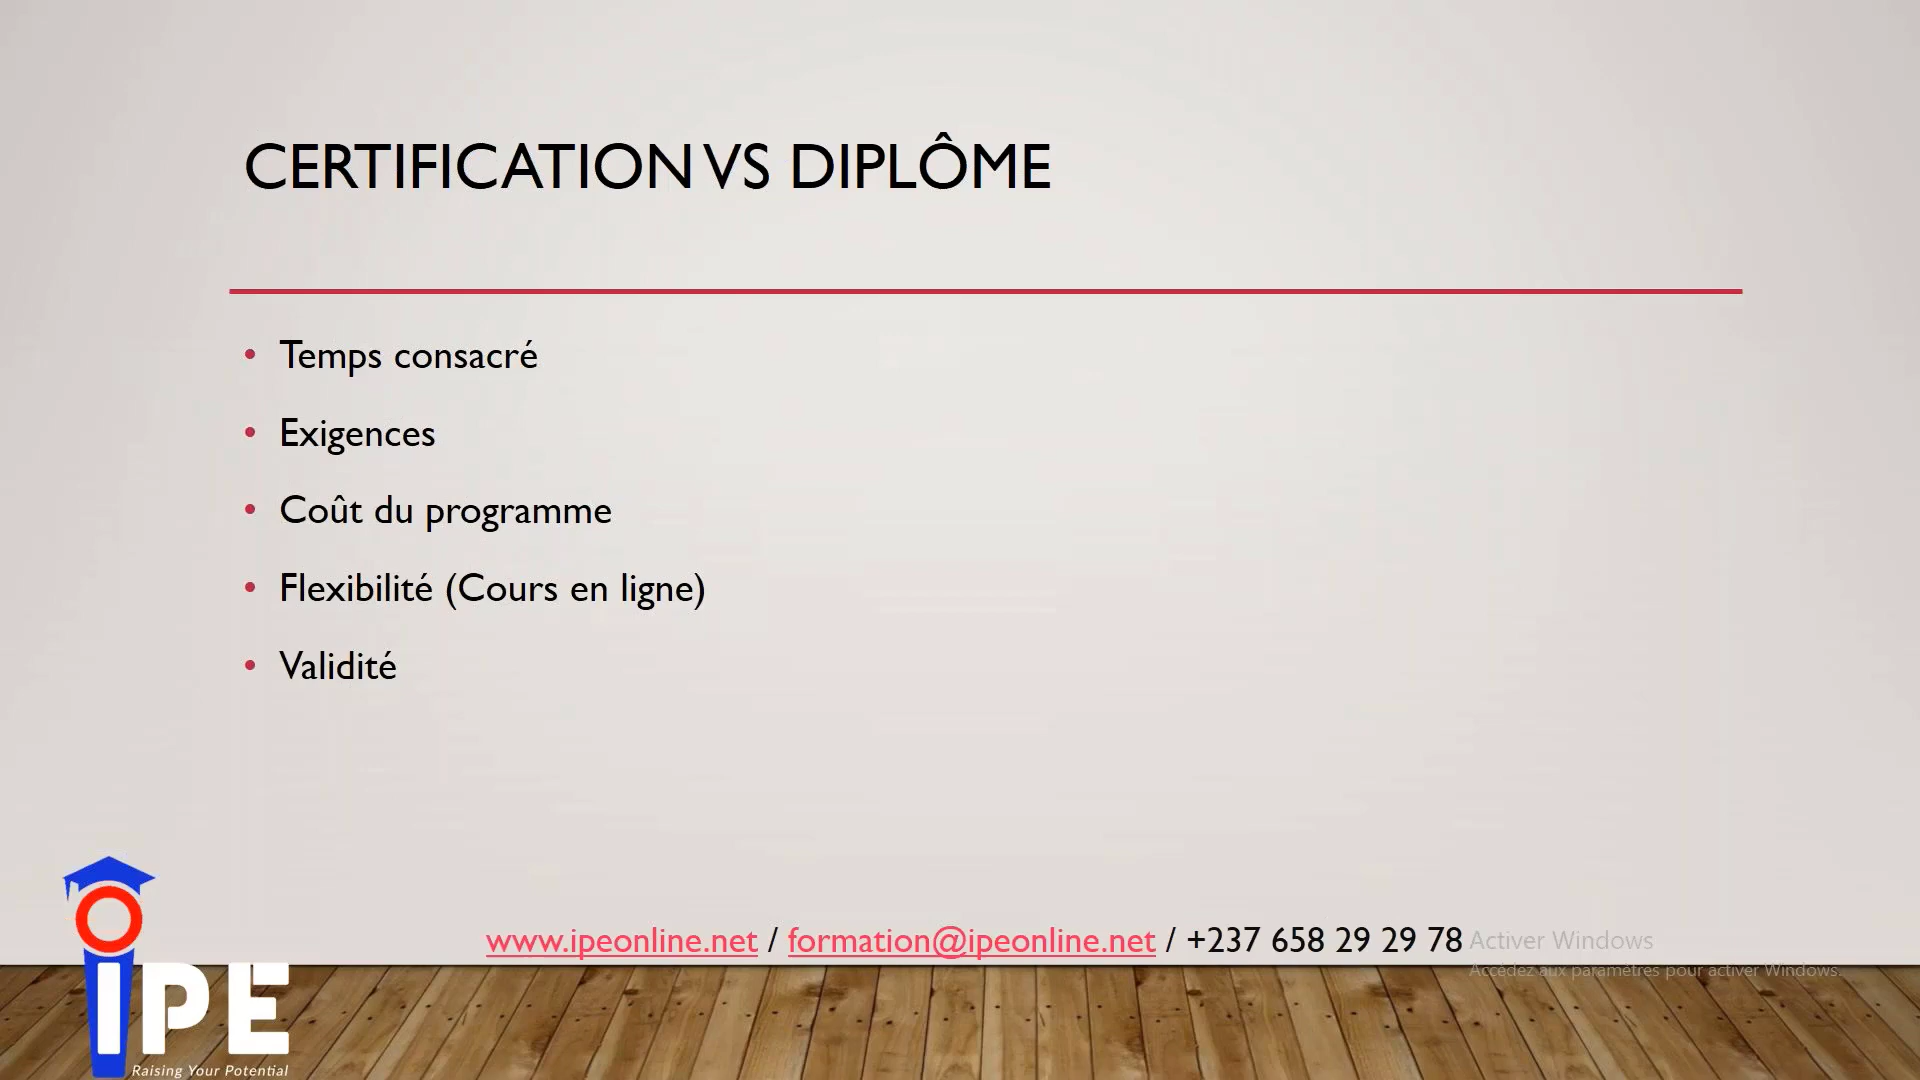 CERTIFICATION VS DIPLÔME
• Temps consacré
• Exigences
• Coût du programme
• Flexibilité (Cours en ligne)
• Validité
www.ipeonline.net / formation@ipeonline.net / +237 658 29 29 78
Activer Windows
Accédez aux paramètres pour activer Windows.
iPE
Raising Your Potential